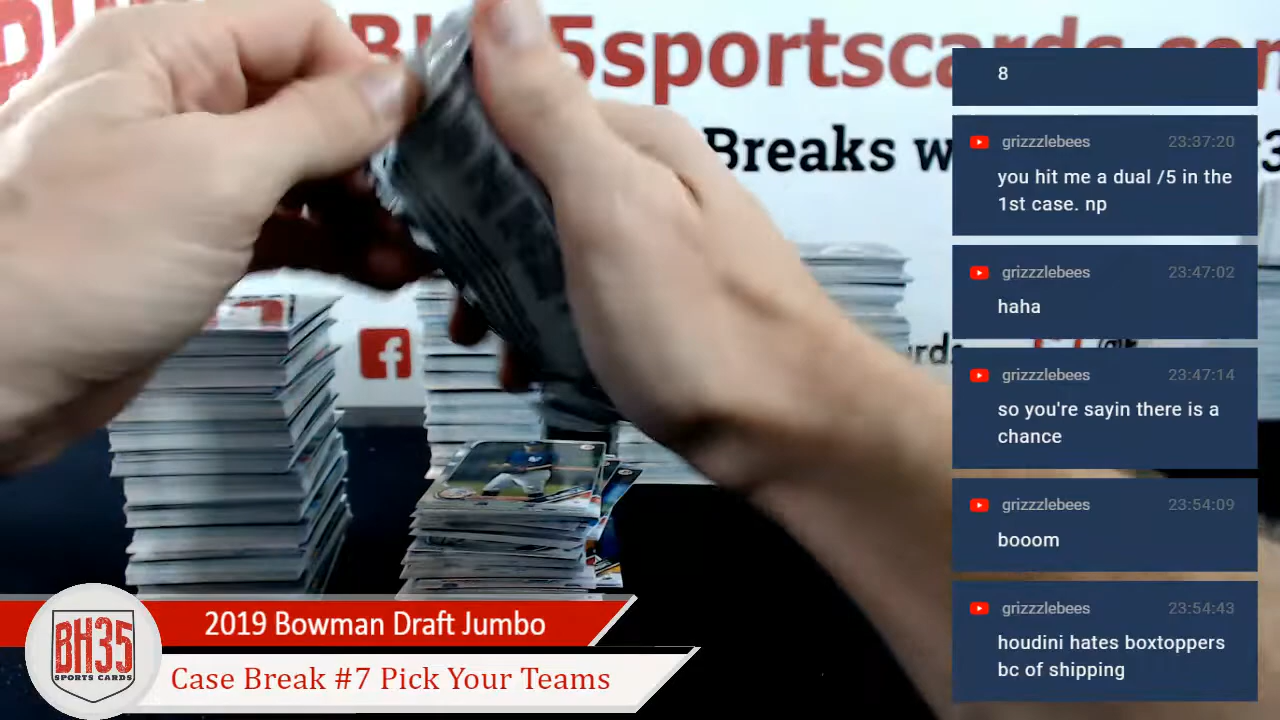 BH35sportscards.com
Breaks w
8
grizzzlebees 23:37:20
you hit me a dual /5 in the
1st case. np
grizzzlebees 23:47:02
haha
grizzzlebees 23:47:14
so you're sayin there is a
chance
grizzzlebees 23:54:09
booom
grizzzlebees 23:54:43
houdini hates boxtoppers
bc of shipping
2019 Bowman Draft Jumbo
BH35
SPORTS CARDS
Case Break #7 Pick Your Teams